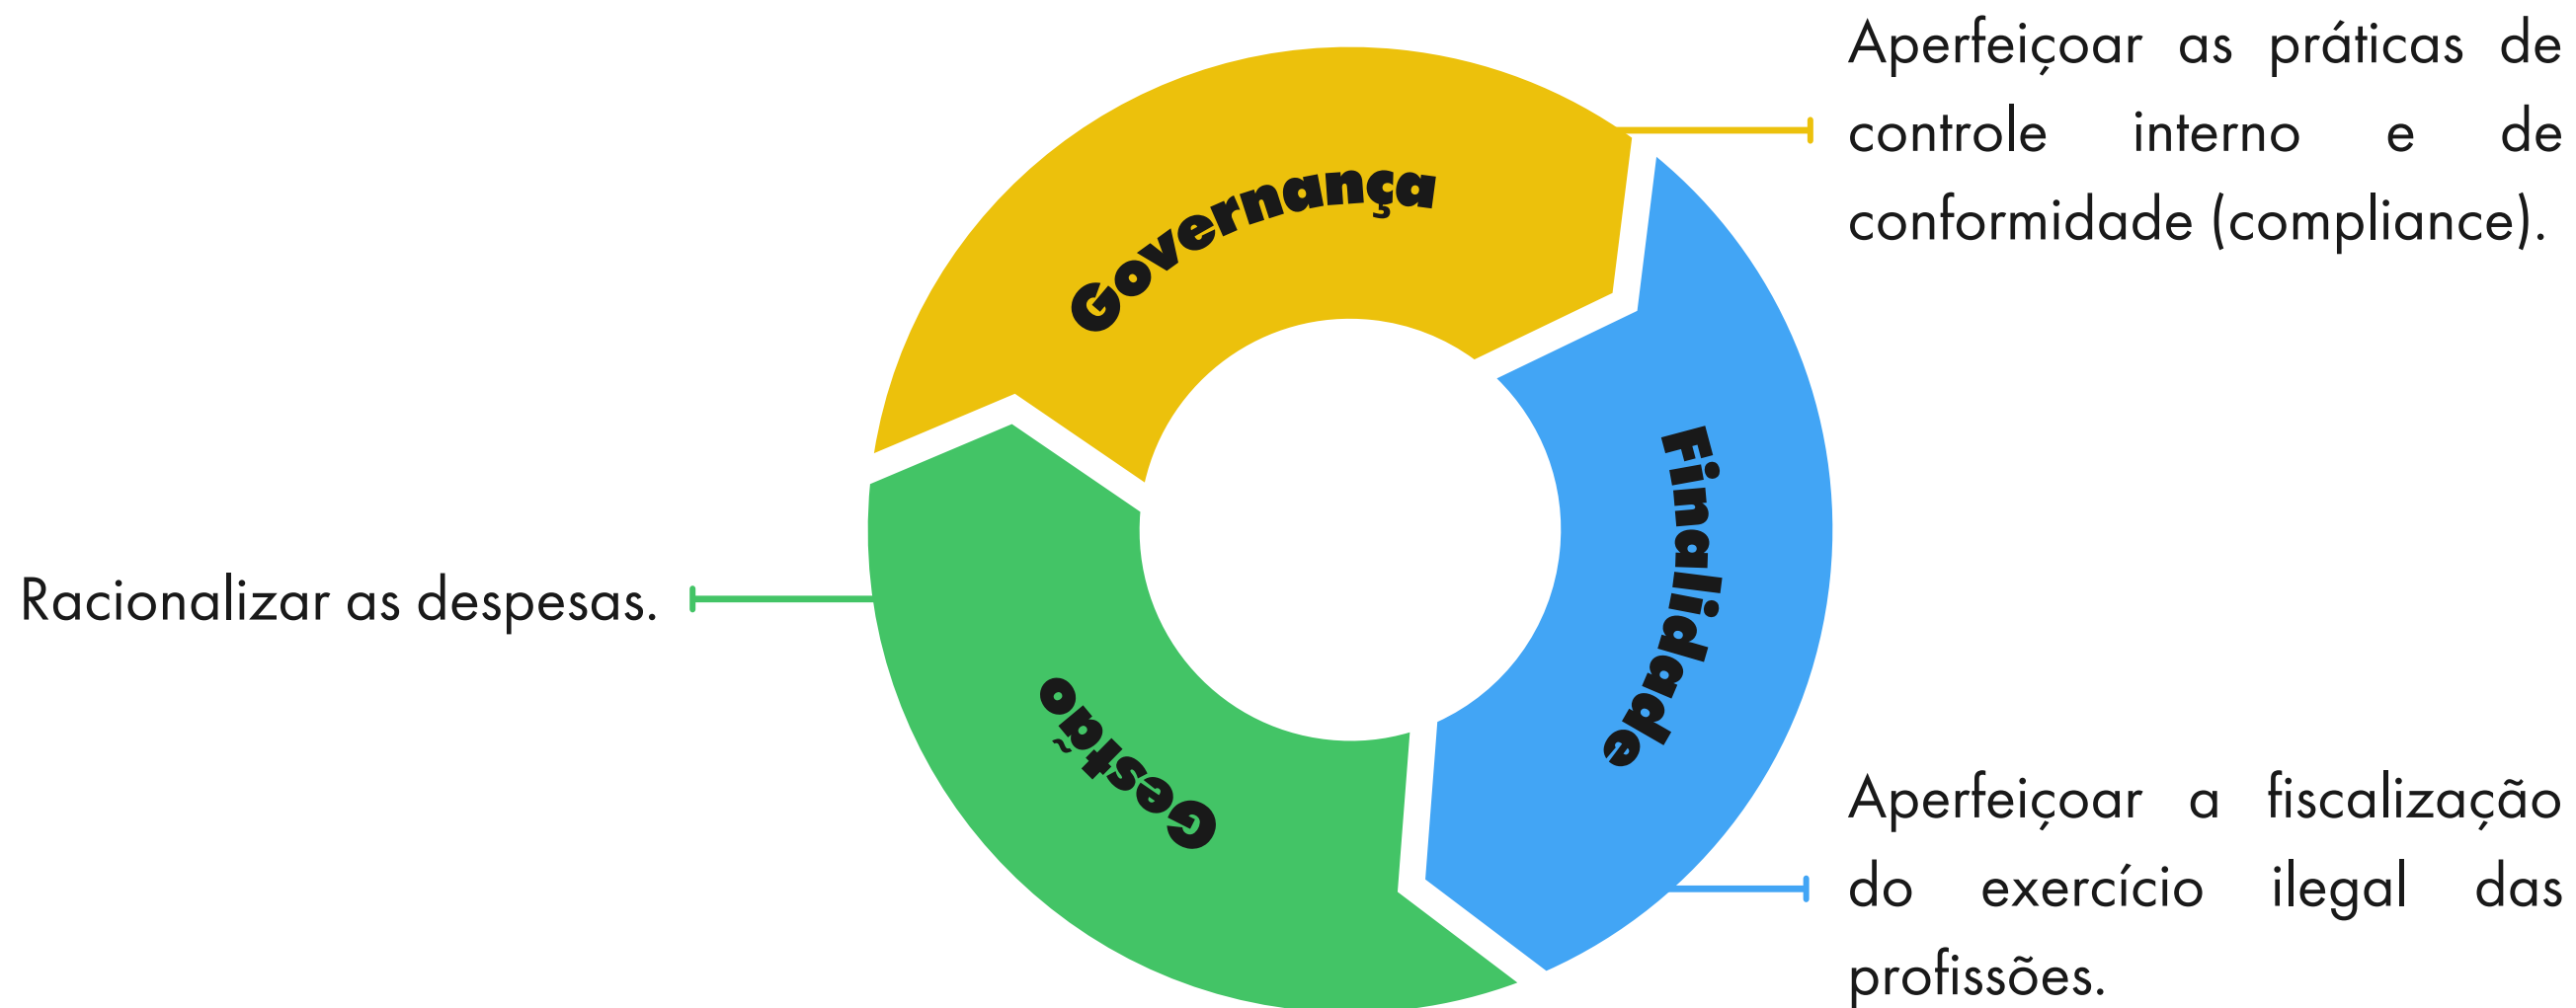 Aperfeiçoar as práticas de
controle interno e de
conformidade (compliance).
Governança
Finalidade
Racionalizar as despesas.
Gestão
Aperfeiçoar a fiscalização
do exercício ilegal das
profissões.